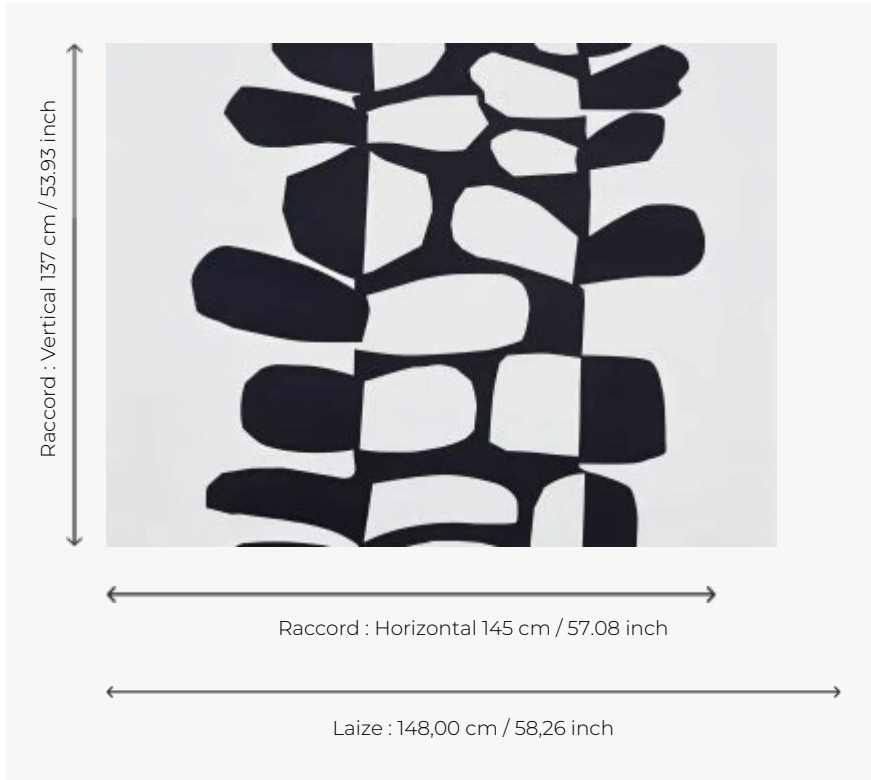 Raccord : Vertical 137 cm / 53.93 inch
Raccord : Horizontal 145 cm / 57.08 inch
Laize : 148,00 cm / 58,26 inch